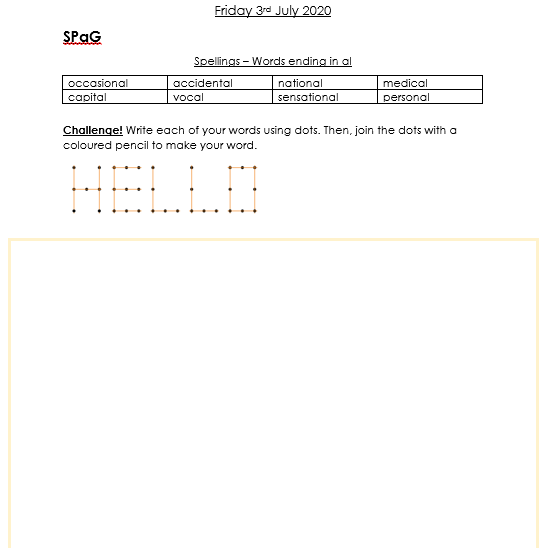 Friday 3rd July 2020
SPaG
Spellings – Words ending in al
occasional accidental national medical
capital vocal sensational personal
Challenge! Write each of your words using dots. Then, join the dots with a
coloured pencil to make your word.
HELLO